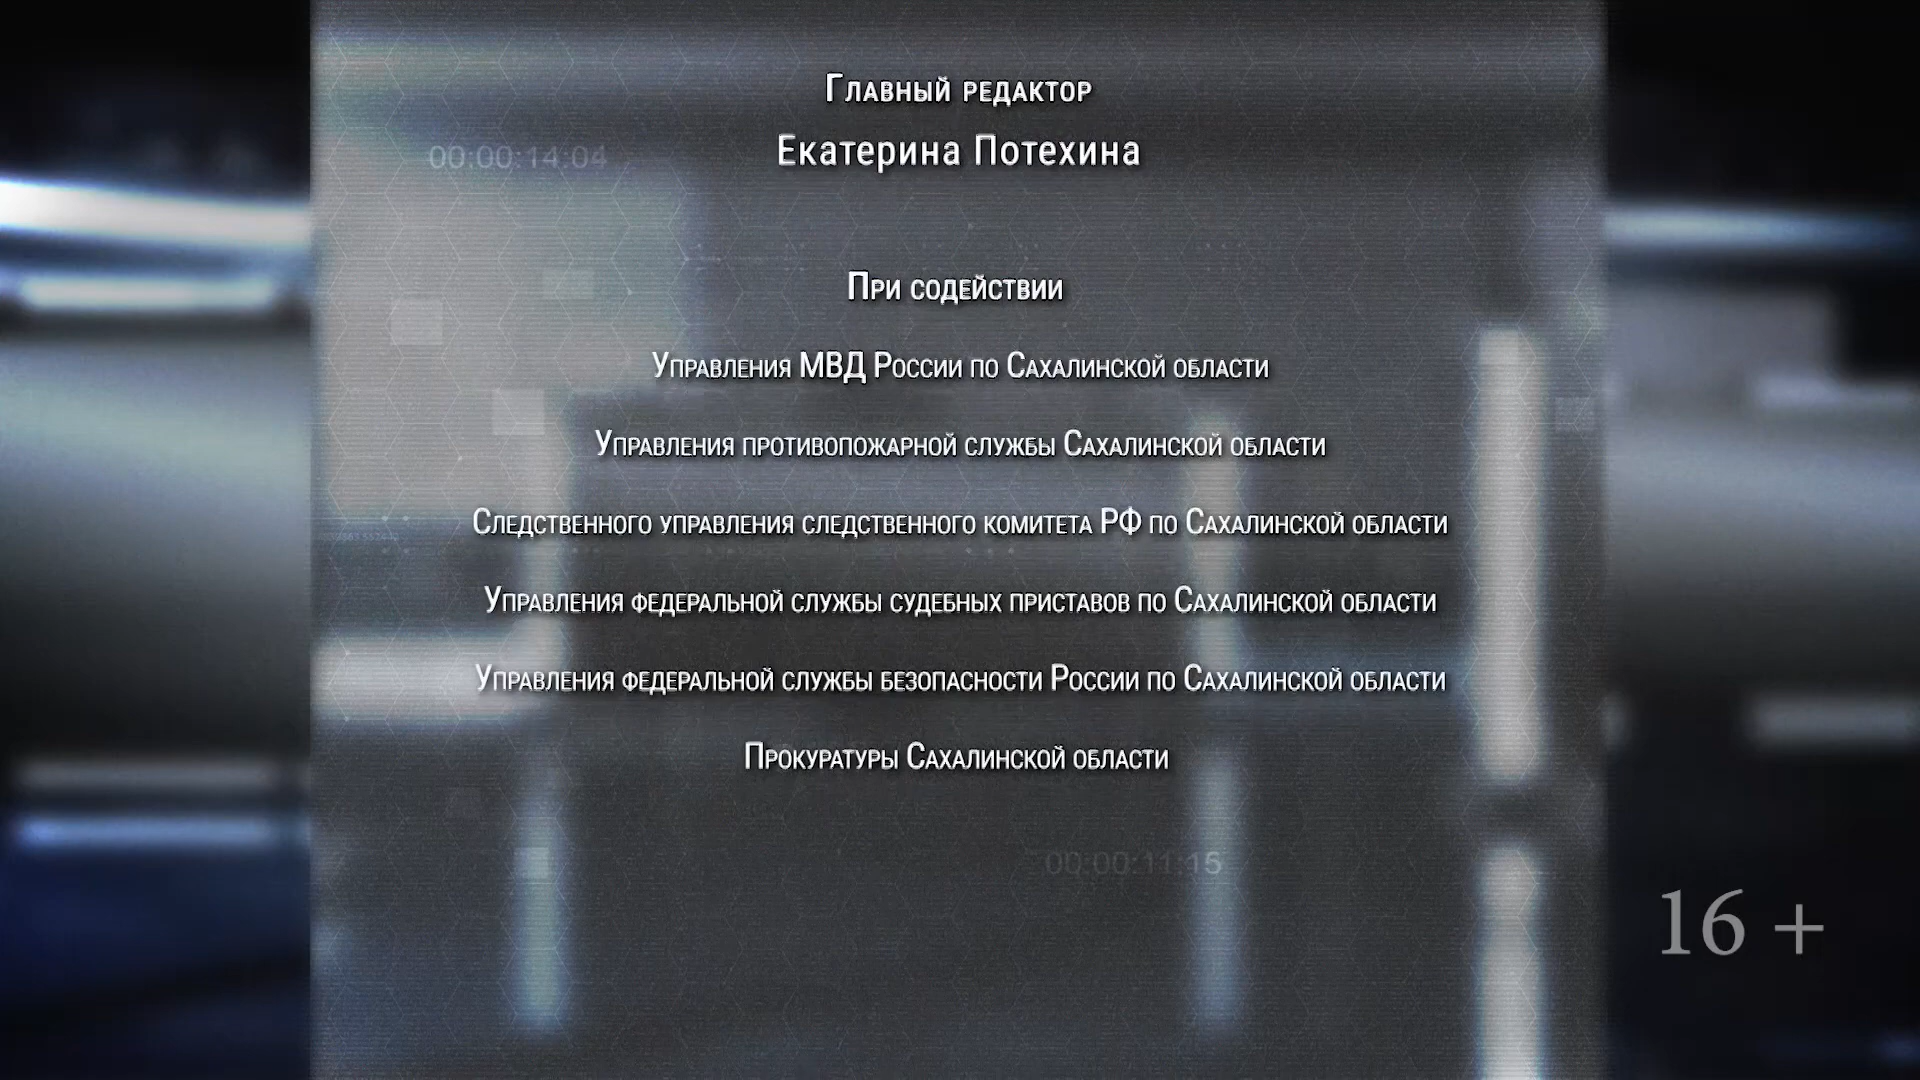 Главный редактор
00:00:14:04
Екатерина Потехина
При содействии
Управления МВД России по Сахалинской области
Управления противопожарной службы Сахалинской области
Следственного управления следственного комитета РФ по Сахалинской области
Управления федеральной службы судебных приставов по Сахалинской области
Управления федеральной службы безопасности России по Сахалинской области
Прокуратуры Сахалинской области
00:00:11:15
16 +